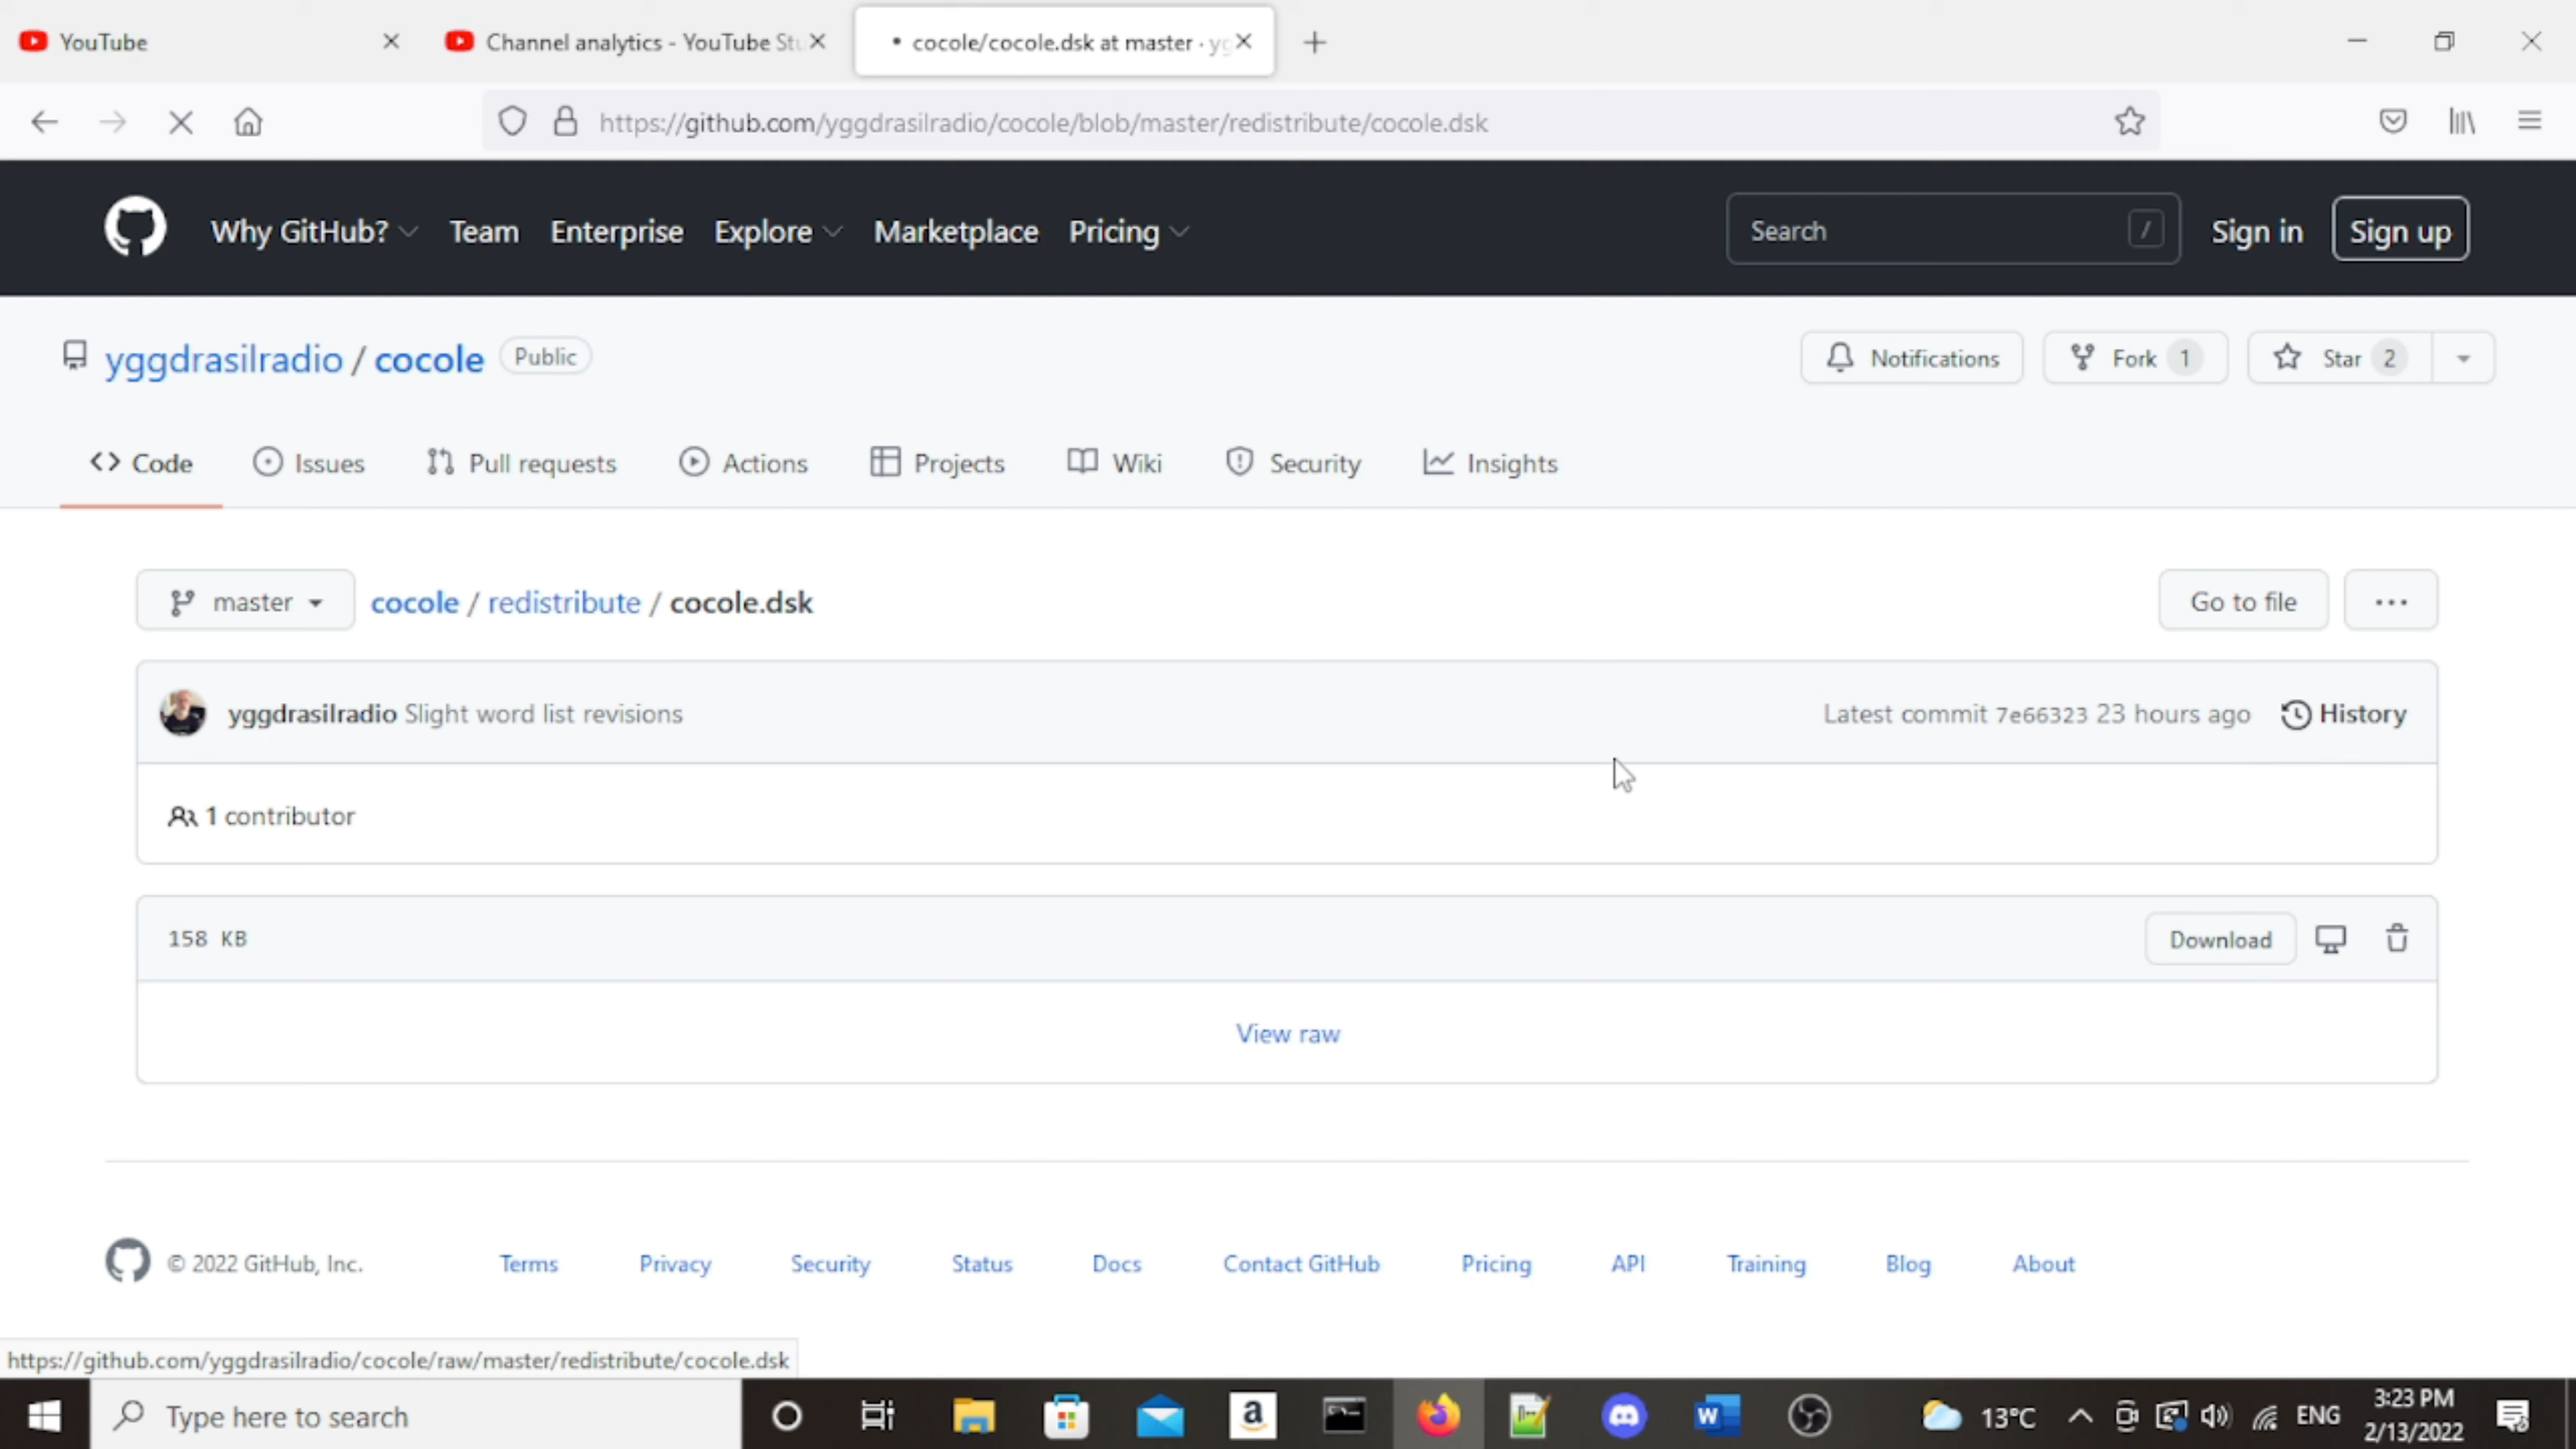 YouTube
Channel analytics - YouTube Stu
cocole/cocole.dsk at master · yg
https://github.com/yggdrasilradio/cocole/blob/master/redistribute/cocole.dsk
Why GitHub? Team Enterprise Explore Marketplace Pricing
Search /
Sign in
Sign up
yggdrasilradio / cocole Public
Notifications
Fork 1
Star 2
Code Issues Pull requests Actions Projects Wiki Security Insights
master cocole / redistribute / cocole.dsk
Go to file ...
yggdrasilradio Slight word list revisions
Latest commit 7e66323 23 hours ago History
1 contributor
158 KB
Download
View raw
© 2022 GitHub, Inc. Terms Privacy Security Status Docs Contact GitHub Pricing API Training Blog About
https://github.com/yggdrasilradio/cocole/raw/master/redistribute/cocole.dsk
Type here to search
13°C
ENG
3:23 PM
2/13/2022